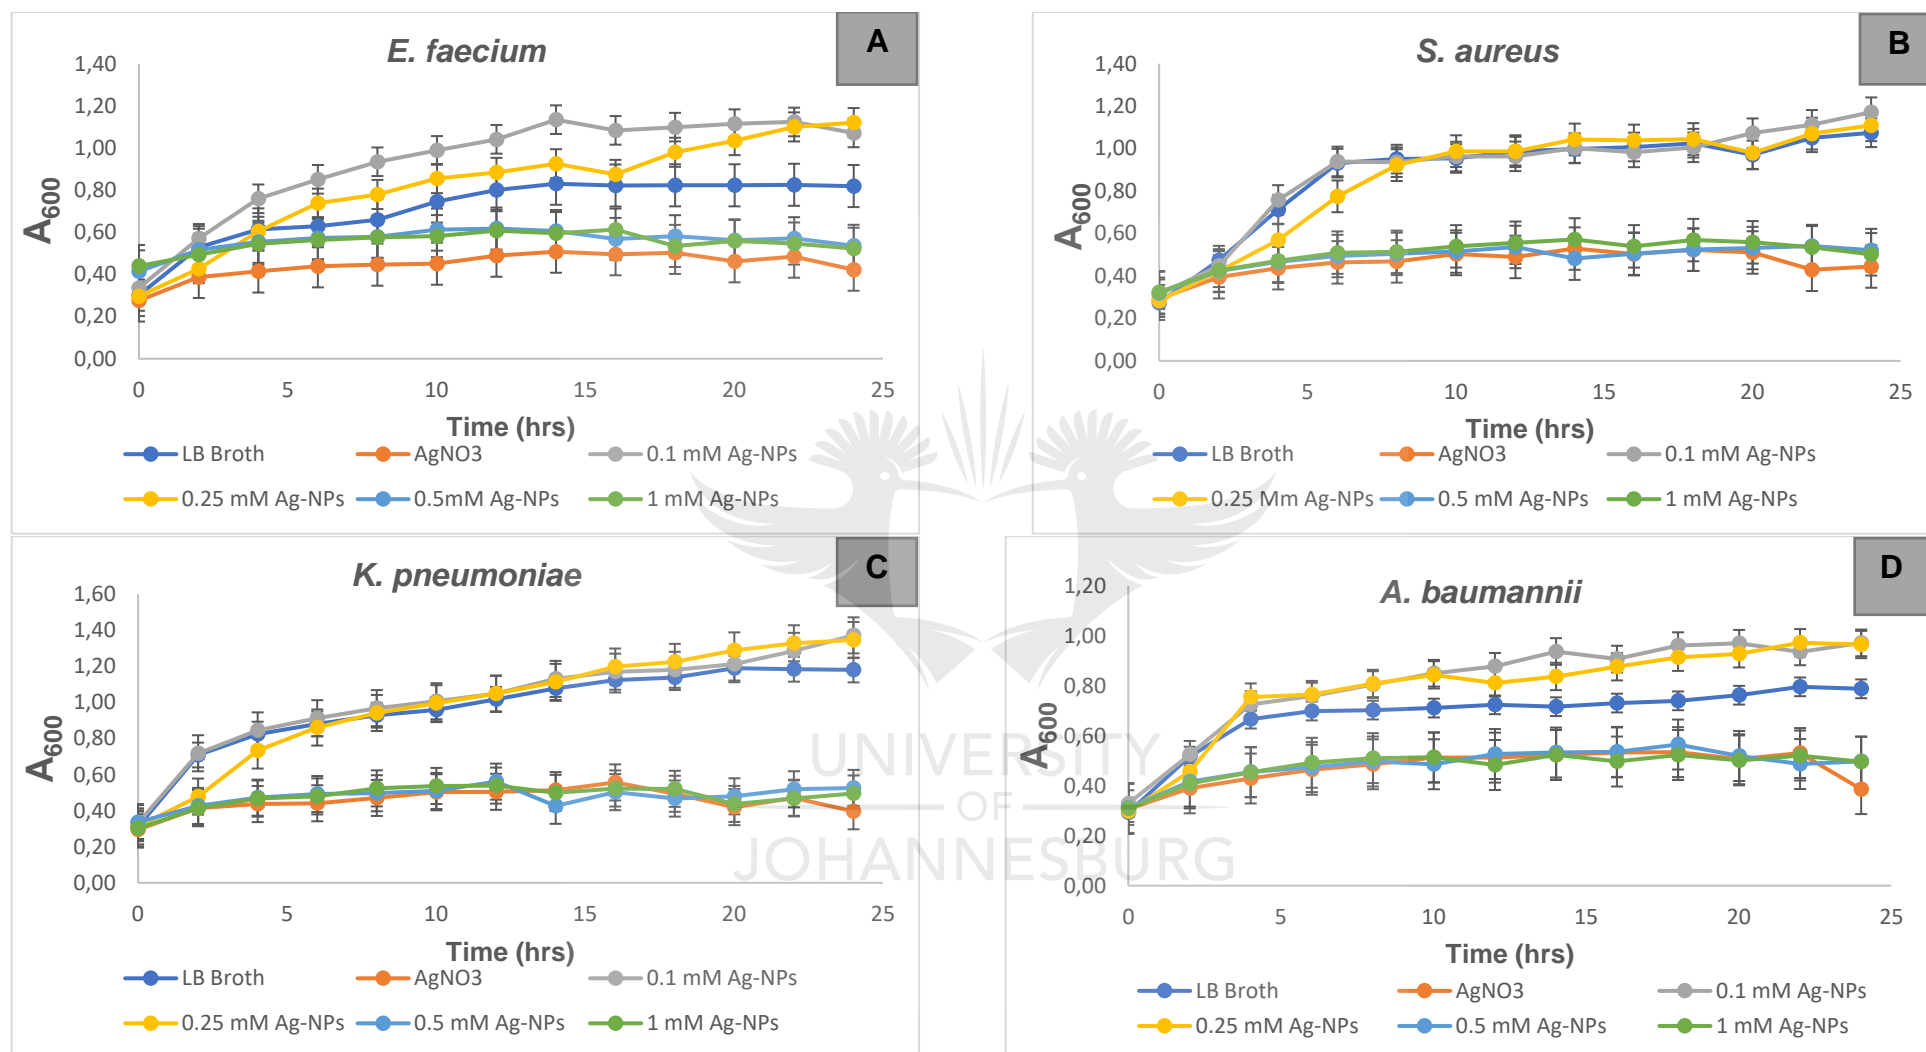 E. faecium
A
1,40
1,20
1,00
0,80
0,60
0,40
0,20
0,00
A600
0
5
10
15
20
25
Time (hrs)
LB Broth
AgNO3
0.1 mM Ag-NPs
0.25 mM Ag-NPs
0.5mM Ag-NPs
1 mM Ag-NPs
S. aureus
B
1,40
1,20
1,00
0,80
0,60
0,40
0,20
0,00
A600
0
5
10
15
20
25
Time (hrs)
LB Broth
AgNO3
0.1 mM Ag-NPs
0.25 Mm Ag-NPs
0.5 mM Ag-NPs
1 mM Ag-NPs
K. pneumoniae
C
1,60
1,40
1,20
1,00
0,80
0,60
0,40
0,20
0,00
A600
0
5
10
15
20
25
Time (hrs)
LB Broth
AgNO3
0.1 mM Ag-NPs
0.25 mM Ag-NPs
0.5 mM Ag-NPs
1 mM Ag-NPs
A. baumannii
D
1,20
1,00
0,80
0,60
0,40
0,20
0,00
A600
0
5
10
15
20
25
Time (hrs)
LB Broth
AgNO3
0.1 mM Ag-NPs
0.25 mM Ag-NPs
0.5 mM Ag-NPs
1 mM Ag-NPs
UNIVERSITY
OF
JOHANNESBURG